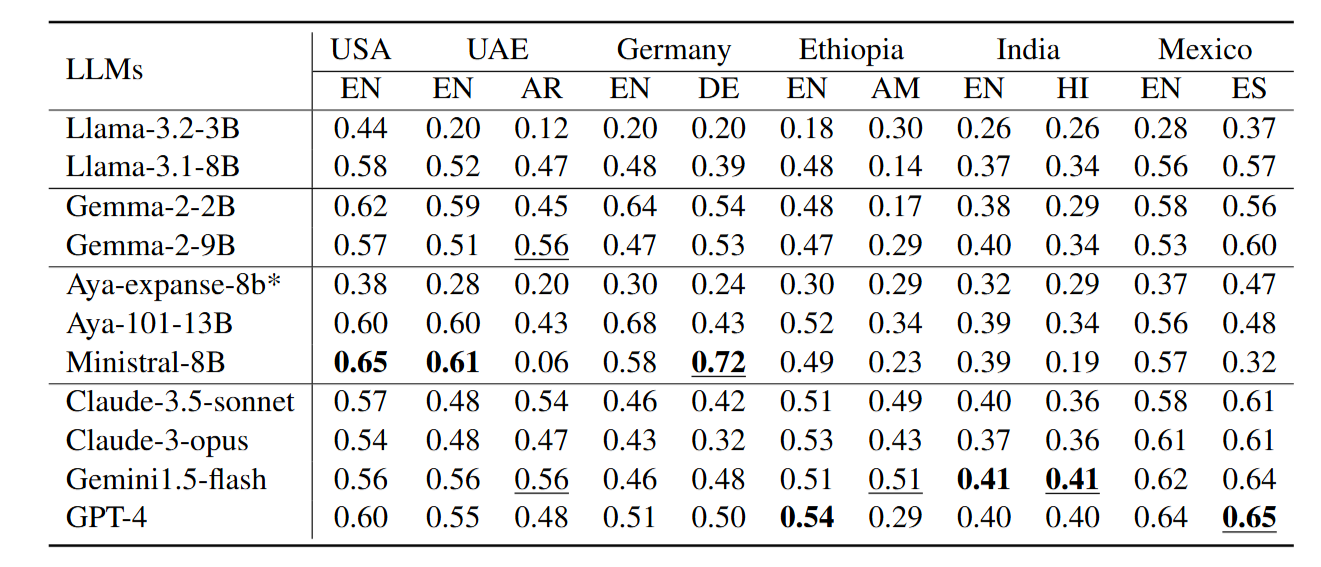 LLMs USA UAE Germany Ethiopia India Mexico
EN EN AR EN DE EN AM EN HI EN ES
Llama-3.2-3B 0.44 0.20 0.12 0.20 0.20 0.18 0.30 0.26 0.26 0.28 0.37
Llama-3.1-8B 0.58 0.52 0.47 0.48 0.39 0.48 0.14 0.37 0.34 0.56 0.57
Gemma-2-2B 0.62 0.59 0.45 0.64 0.54 0.48 0.17 0.38 0.29 0.58 0.56
Gemma-2-9B 0.57 0.51 0.56 0.47 0.53 0.47 0.29 0.40 0.34 0.53 0.60
Aya-expanse-8b* 0.38 0.28 0.20 0.30 0.24 0.30 0.29 0.32 0.29 0.37 0.47
Aya-101-13B 0.60 0.60 0.43 0.68 0.43 0.52 0.34 0.39 0.34 0.56 0.48
Ministral-8B 0.65 0.61 0.06 0.58 0.72 0.49 0.23 0.39 0.19 0.57 0.32
Claude-3.5-sonnet 0.57 0.48 0.54 0.46 0.42 0.51 0.49 0.40 0.36 0.58 0.61
Claude-3-opus 0.54 0.48 0.47 0.43 0.32 0.53 0.43 0.37 0.36 0.61 0.61
Gemini1.5-flash 0.56 0.56 0.56 0.46 0.48 0.51 0.51 0.41 0.41 0.62 0.64
GPT-4 0.60 0.55 0.48 0.51 0.50 0.54 0.29 0.40 0.40 0.64 0.65